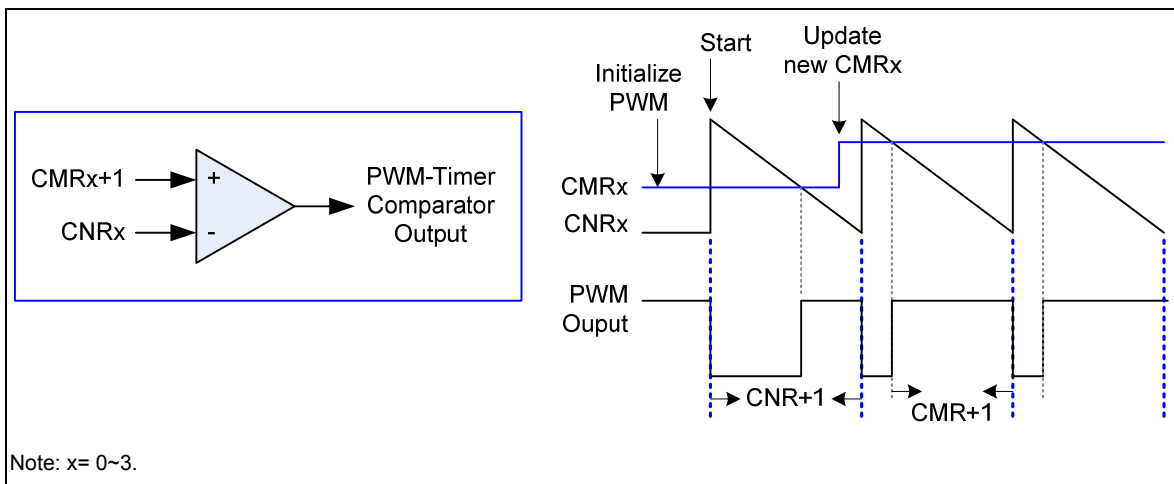 CMRx+1
CNRx
+
-
PWM-Timer
Comparator
Output
Start
Update
new CMRx
Initialize
PWM
CMRx
CNRx
PWM
Ouput
CNR+1
CMR+1
Note: x= 0~3.